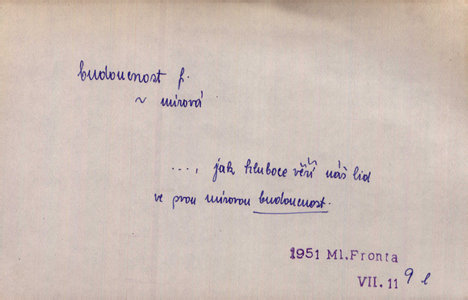 budoucnost f.
~ mírová
..., jak hluboce věří náš lid
ve svou mírovou budoucnost.
1951 Ml.Fronta
VII. 11 9